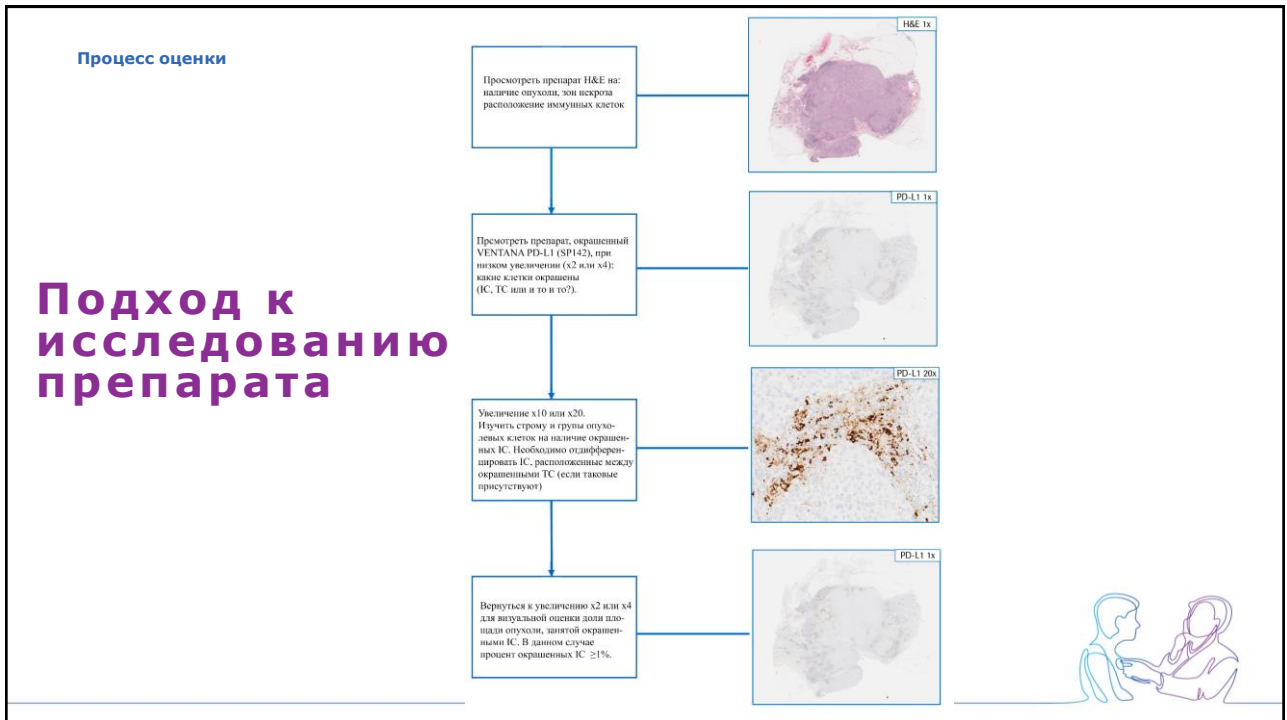 Процесс оценки
Подход к
исследованию
препарата
Просмотреть препарат H&E на:
наличие опухоли, зон некроза
расположение иммунных клеток
H&E 1x
Прсмотреть препарат, окрашенный
VENTANA PD-L1 (SP142), при
низком увеличении (x2 или x4):
какие клетки окрашены
(IC, TC или и то и то?).
PD-L1 1x
Увеличение x10 или x20.
Изучить строму и групы опухо-
левых клеток на наличие окрашен-
ных IC. Необходимо отдифферен-
цировать IC, расположенные между
окрашенными TC (если таковые
присутствуют)
PD-L1 20x
Вернуться к увеличению x2 или x4
для визуальной оценки доли пло-
щади опухоли, занятой окрашен-
ными IC. В данном случае
процент окрашенных IC ≥1%.
PD-L1 1x